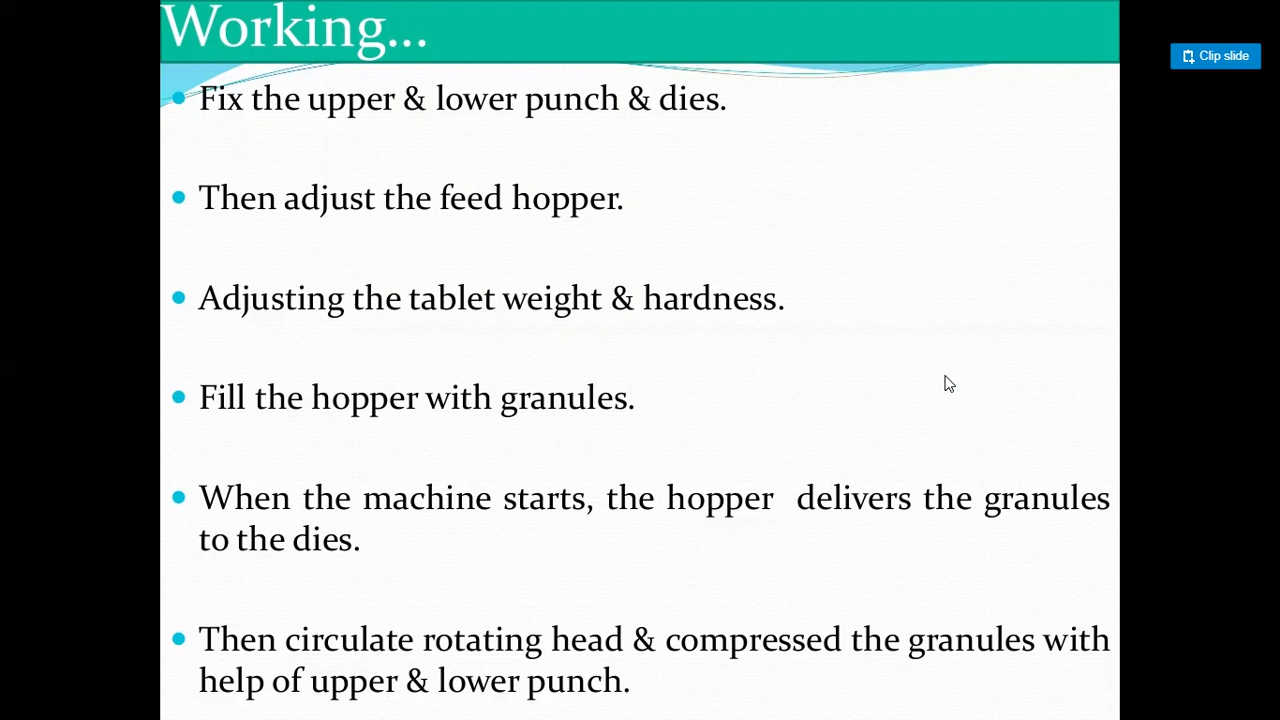 Working...
Clip slide
• Fix the upper & lower punch & dies.
• Then adjust the feed hopper.
• Adjusting the tablet weight & hardness.
• Fill the hopper with granules.
• When the machine starts, the hopper delivers the granules
to the dies.
• Then circulate rotating head & compressed the granules with
help of upper & lower punch.